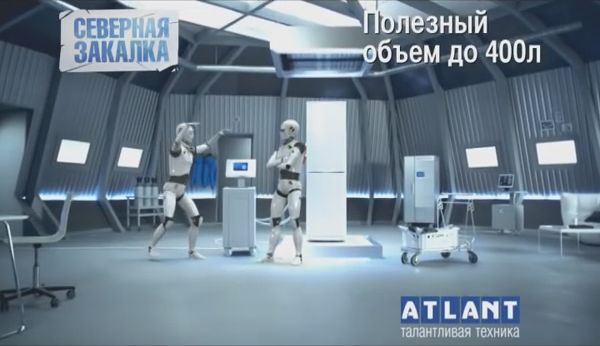 СЕВЕРНАЯ
ЗАКАЛКА
Полезный
объем до 400л
ATLANT
талантливая техника